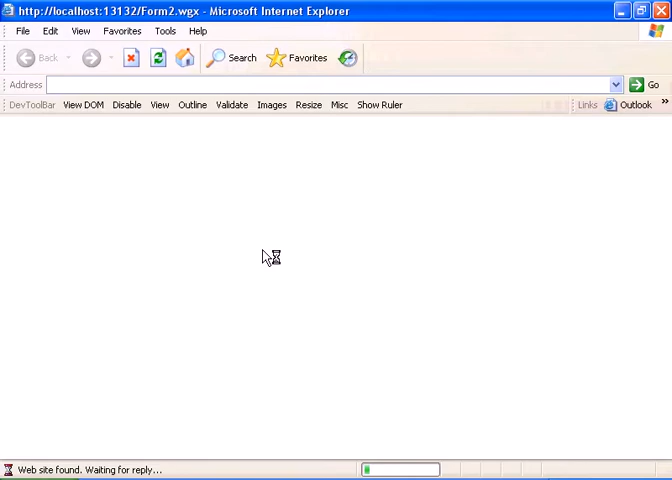 http://localhost:13132/Form2.wgx - Microsoft Internet Explorer
File Edit View Favorites Tools Help
Back Search Favorites
Address Go
DevToolBar View DOM Disable View Outline Validate Images Resize Misc Show Ruler Links Outlook »
Web site found. Waiting for reply...